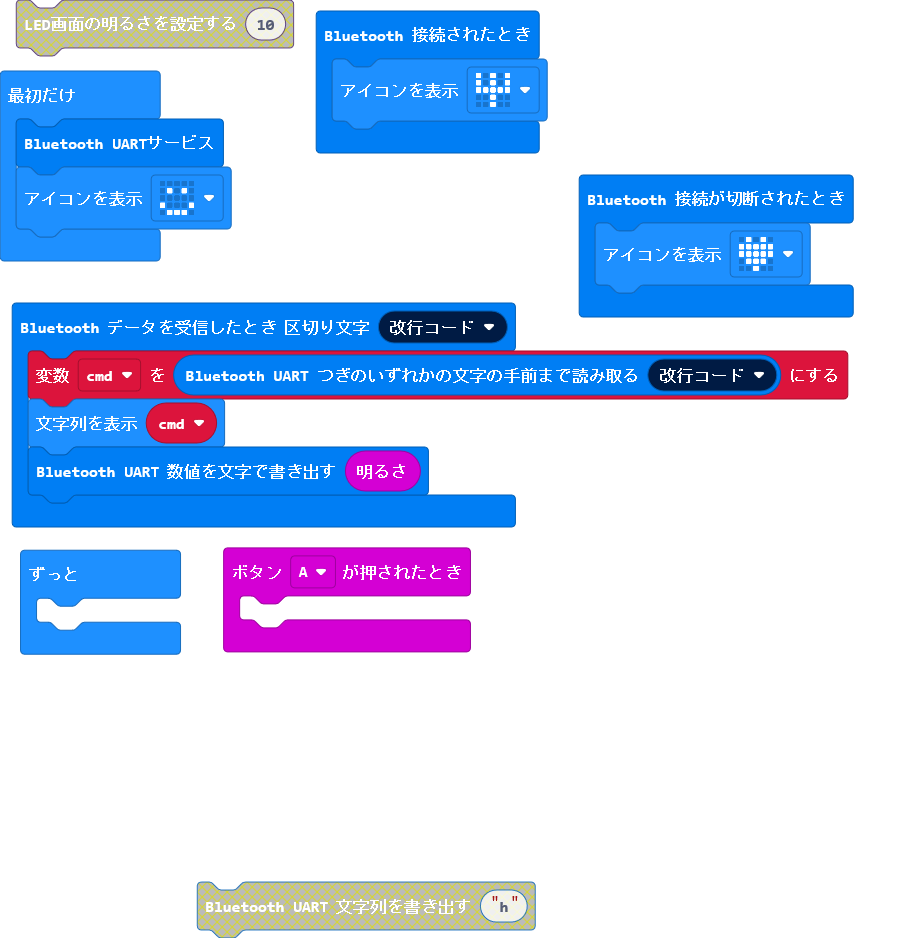 LED画面の明るさを設定する 10
Bluetooth 接続されたとき
アイコンを表示
最初だけ
Bluetooth UARTサービス
アイコンを表示
Bluetooth 接続が切断されたとき
アイコンを表示
Bluetooth データを受信したとき 区切り文字 改行コード
変数 cmd を Bluetooth UART つぎのいずれかの文字の手前まで読み取る 改行コード にする
文字列を表示 cmd
Bluetooth UART 数値を文字で書き出す 明るさ
ずっと
ボタン A が押されたとき
Bluetooth UART 文字列を書き出す "h"